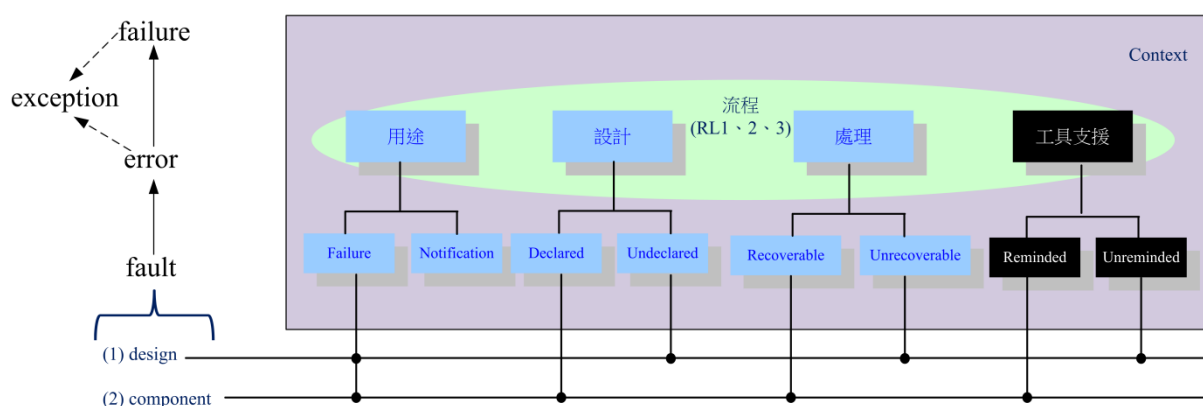 failure
exception
error
fault
(1) design
(2) component
Context
流程
(RL1、2、3)
用途
設計
處理
工具支援
Failure
Notification
Declared
Undeclared
Recoverable
Unrecoverable
Reminded
Unreminded